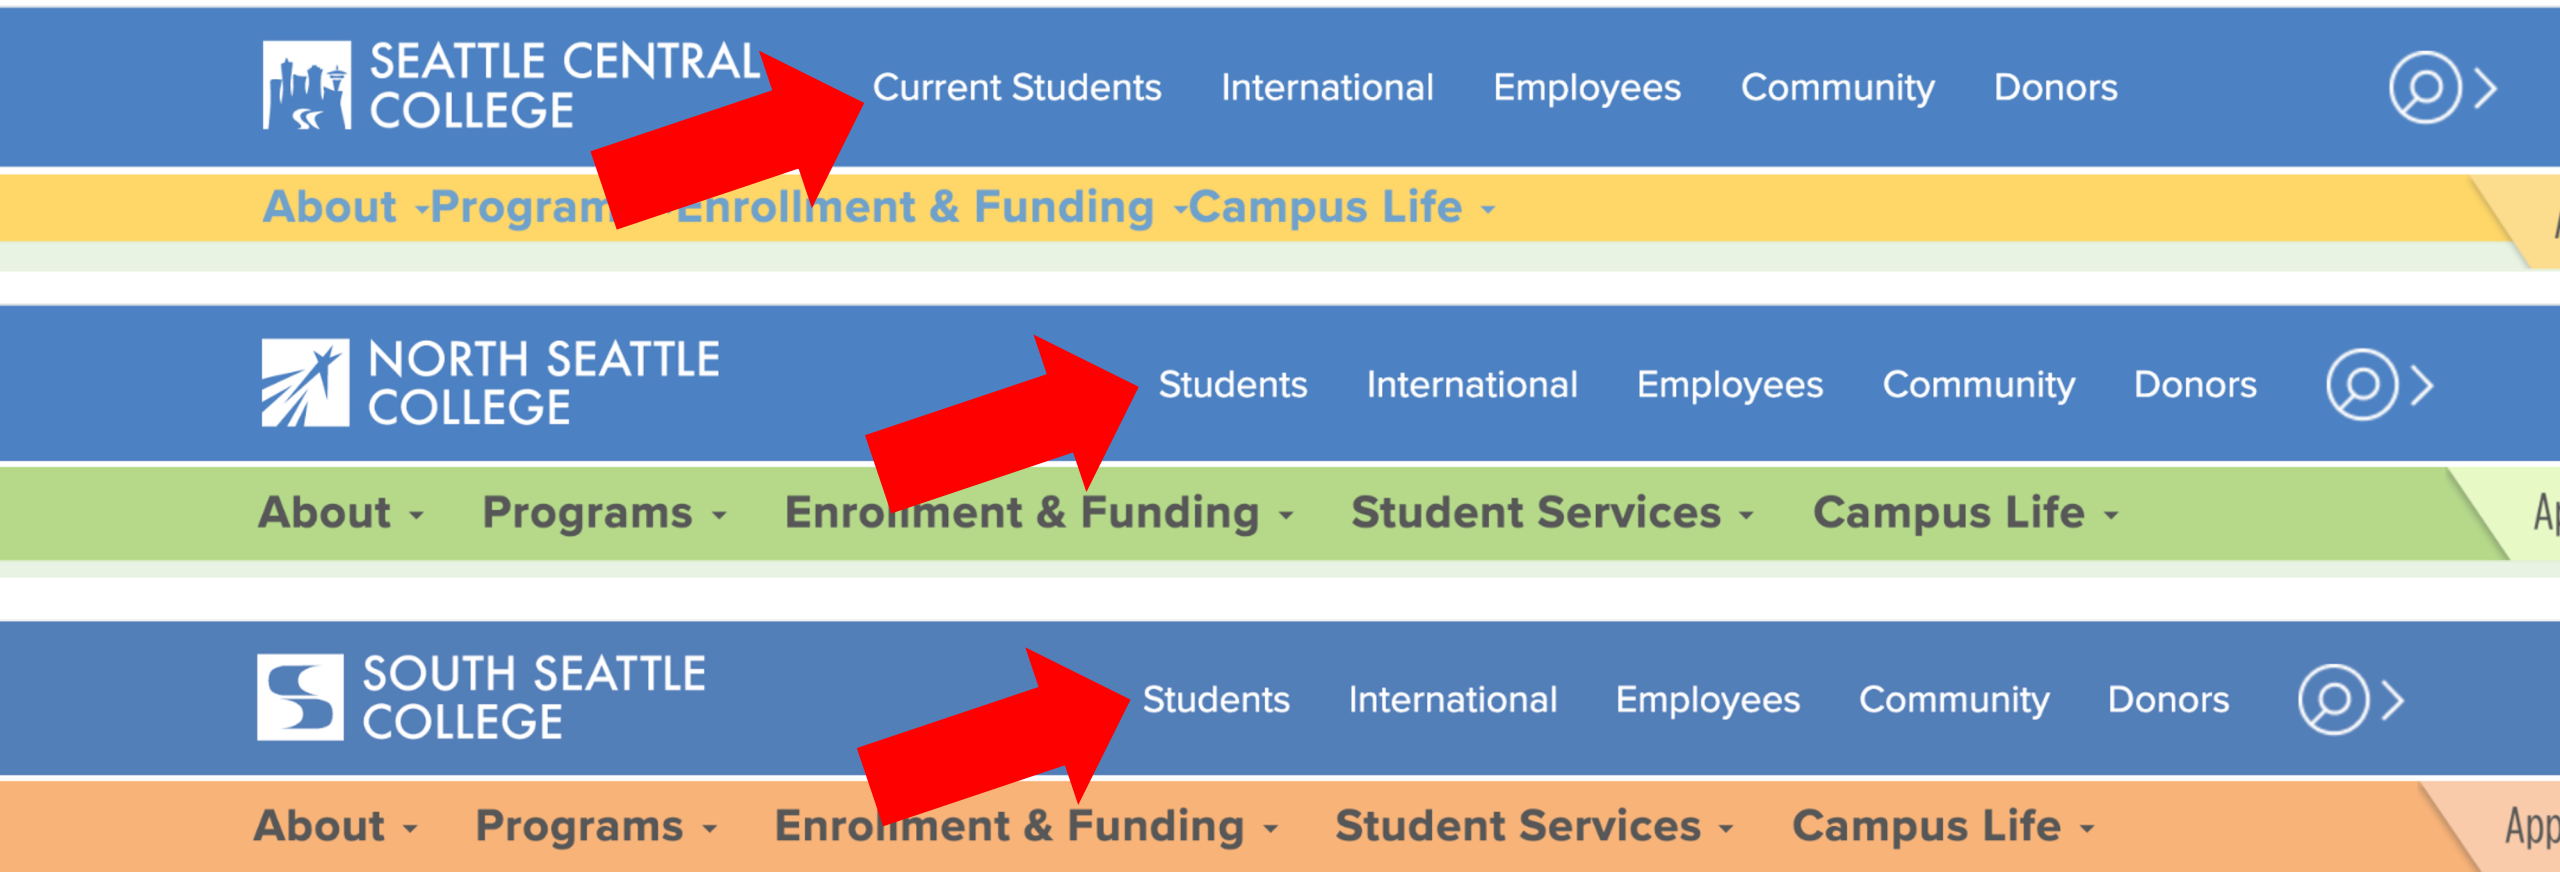 SEATTLE CENTRAL
COLLEGE
Current Students International Employees Community Donors
About Program Enrollment & Funding Campus Life
NORTH SEATTLE
COLLEGE
Students International Employees Community Donors
About Programs Enrollment & Funding Student Services Campus Life
SOUTH SEATTLE
COLLEGE
Students International Employees Community Donors
About Programs Enrollment & Funding Student Services Campus Life